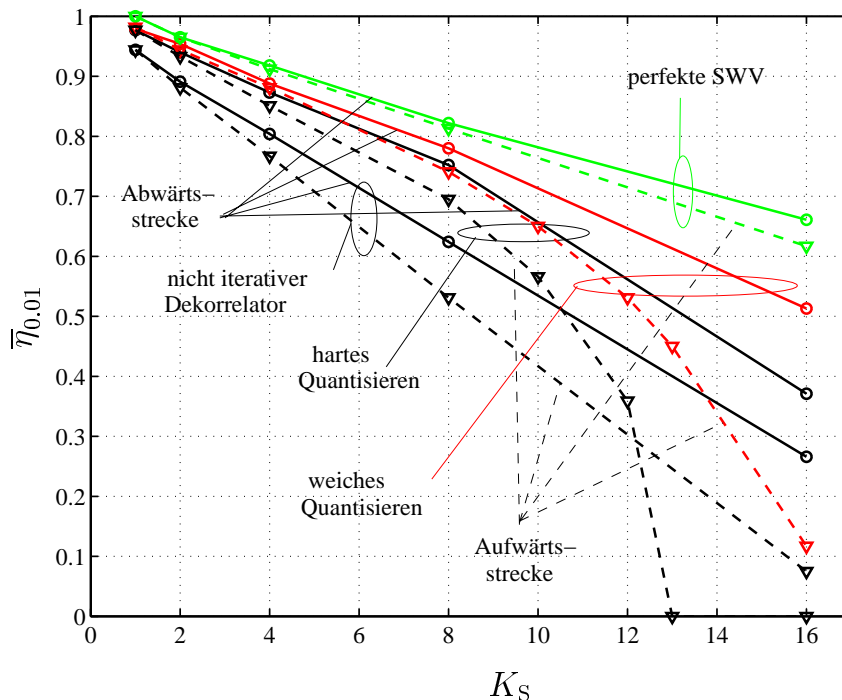 1
0.9
0.8
0.7
0.6
0.5
0.4
0.3
0.2
0.1
0
η̅0.01
perfekte SWV
Abwärts−
strecke
nicht iterativer
Dekorrelator
hartes
Quantisieren
weiches
Quantisieren
Aufwärts−
strecke
0 2 4 6 8 10 12 14 16
KS